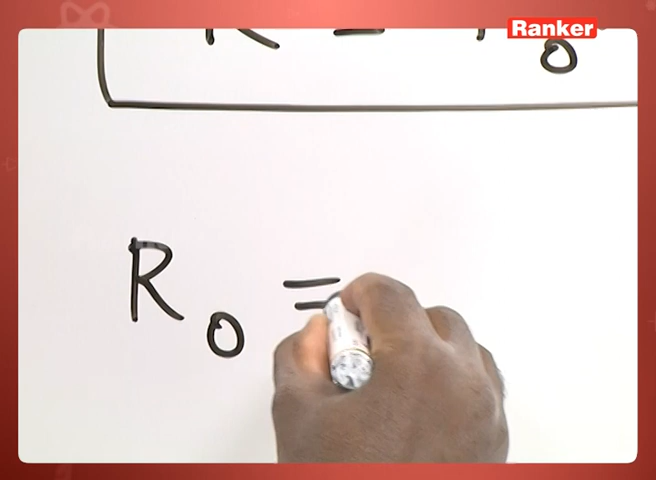 Ranker
R₀ =